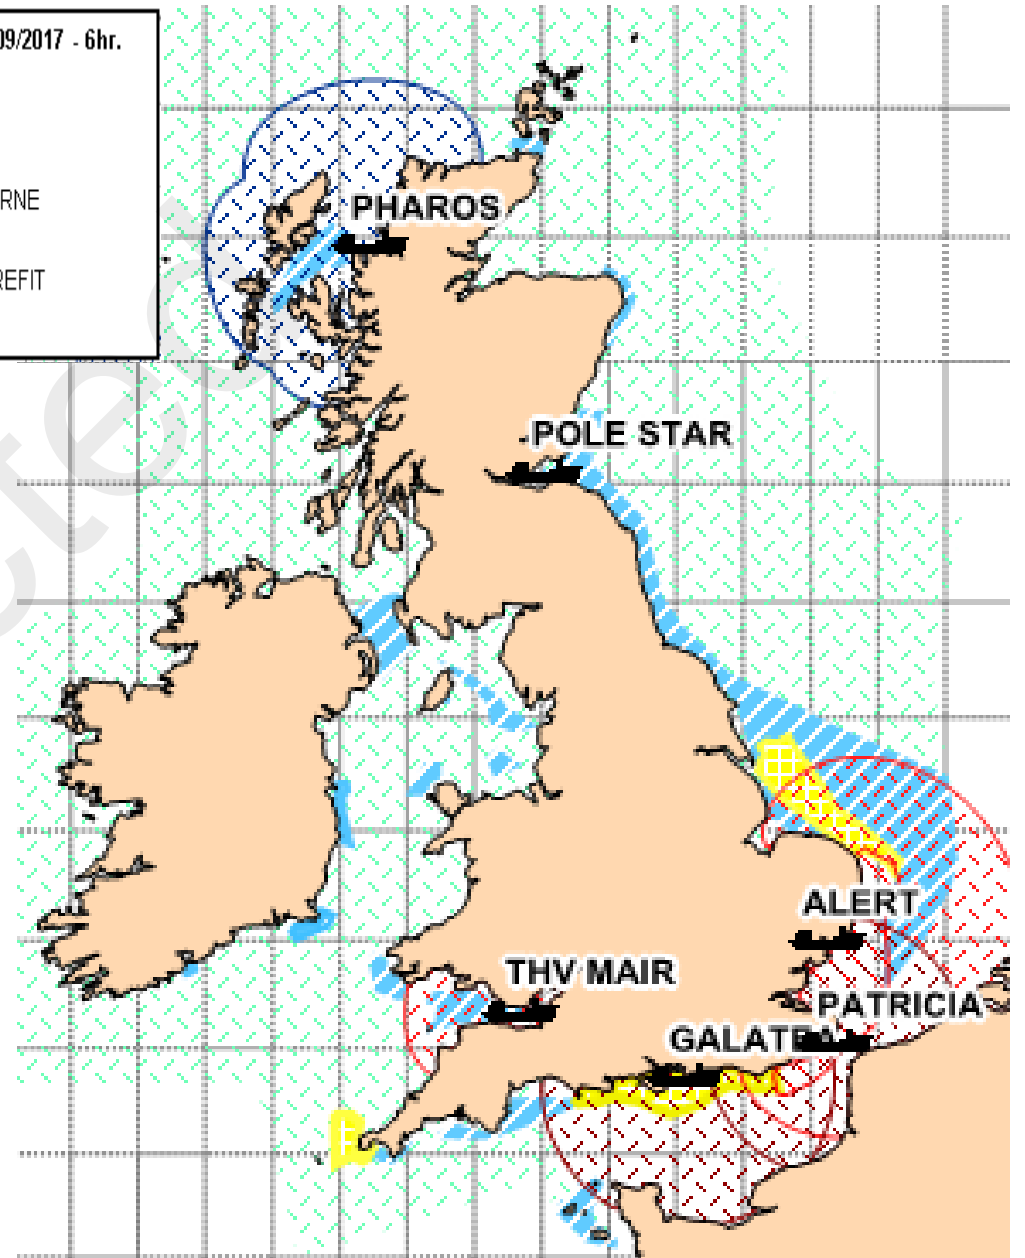 09/2017 - 6hr.
RNE
REFIT
PHAROS
POLE STAR
ALERT
THV MAIR
PATRICIA
GALATEA